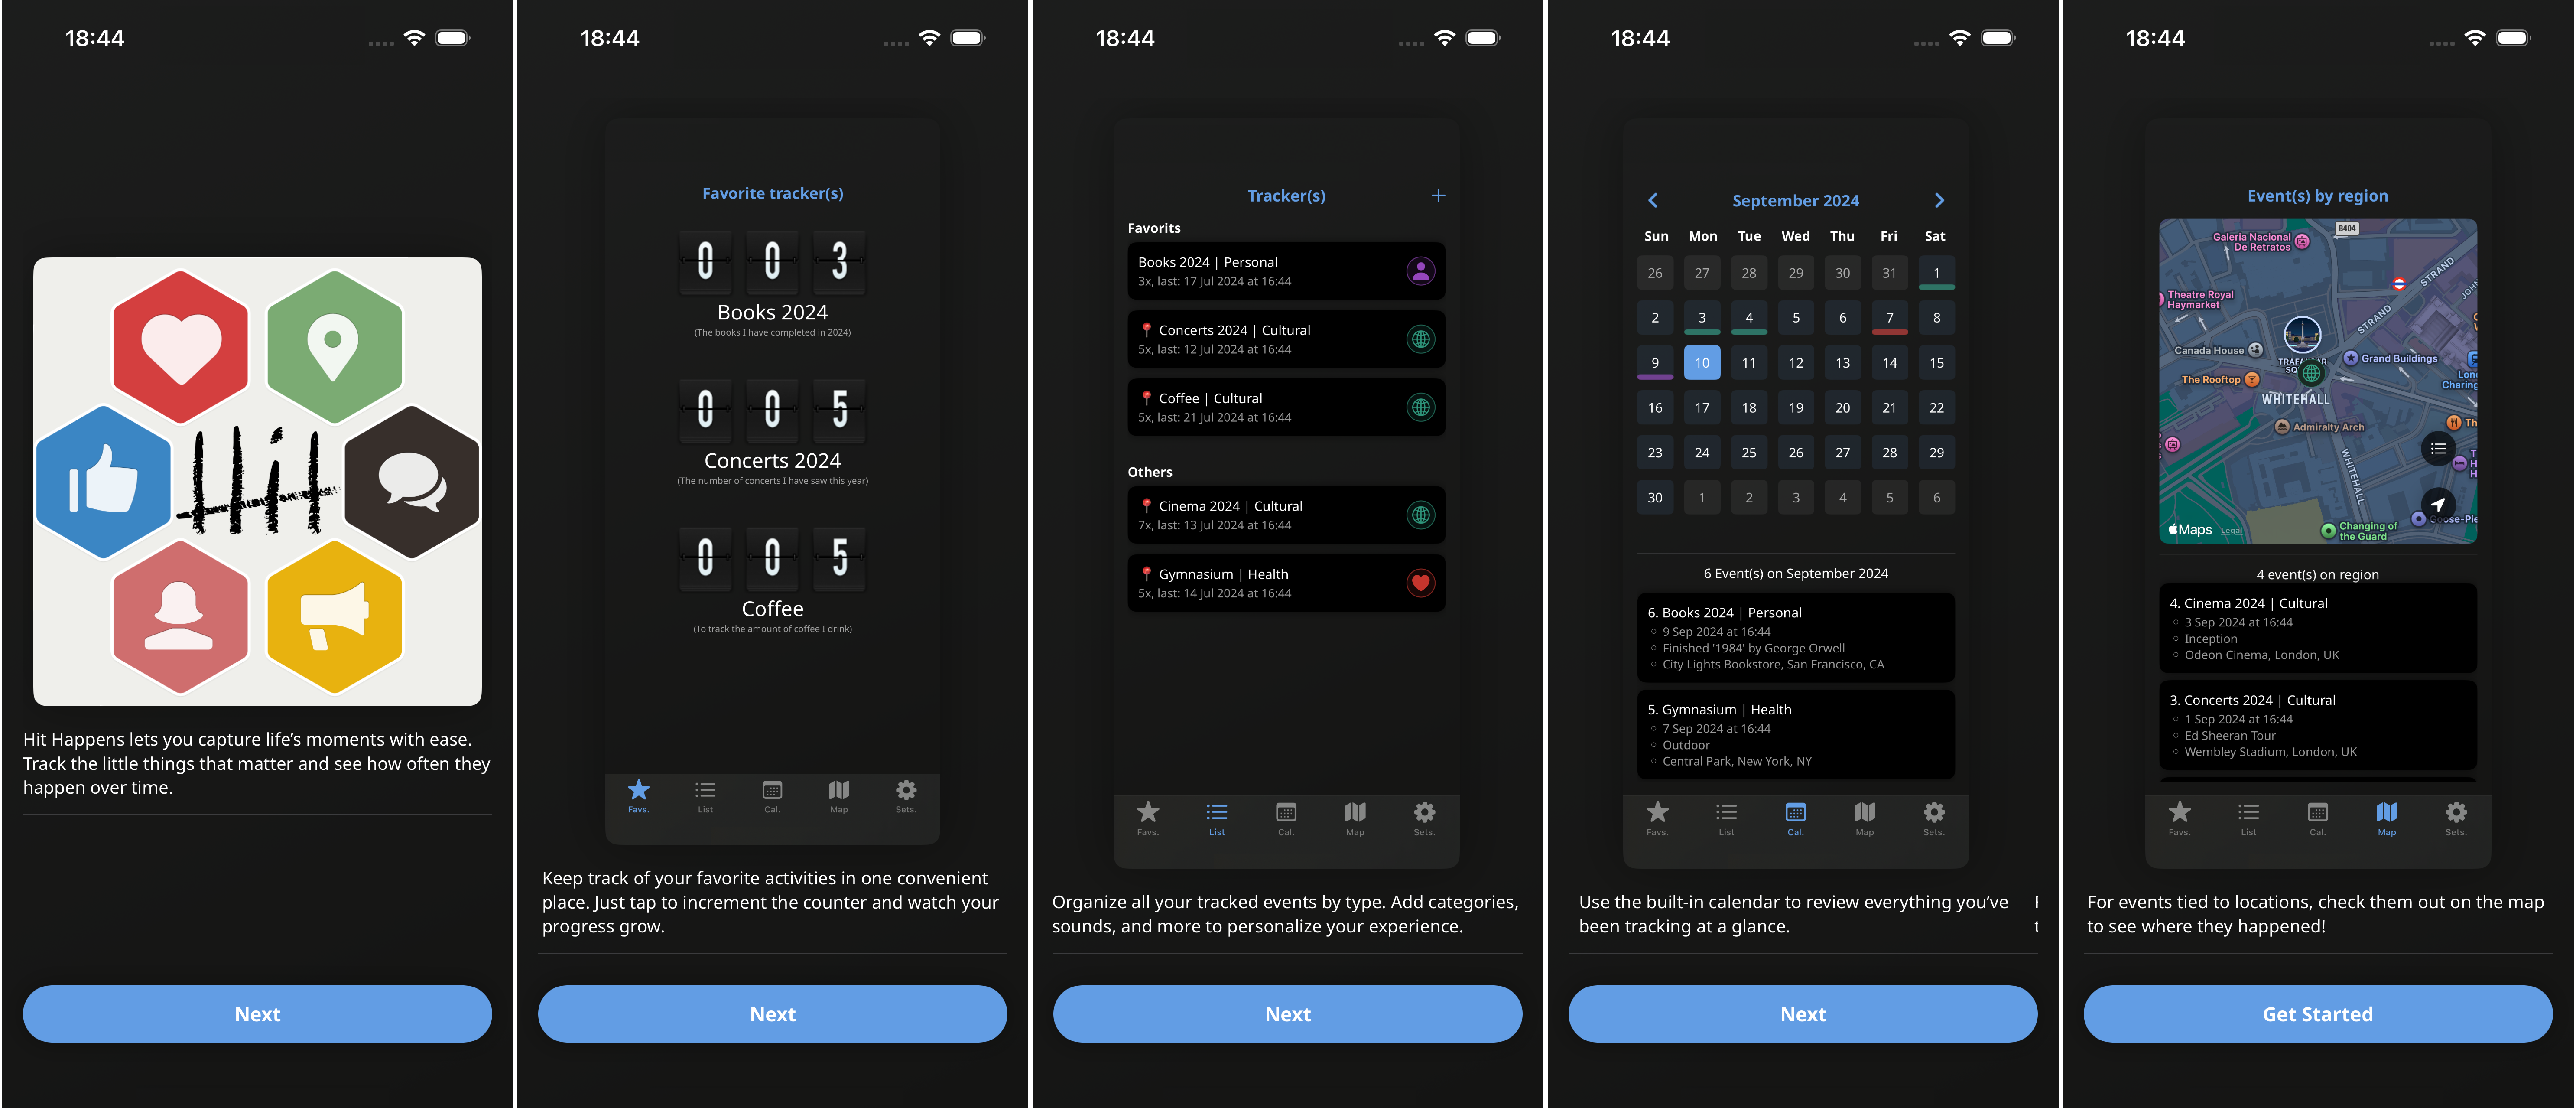 18:44
Hit
Hit Happens lets you capture life’s moments with ease.
Track the little things that matter and see how often they
happen over time.
Next
18:44
Favorite tracker(s)
0 0 3
Books 2024
(The books I have completed in 2024)
0 0 5
Concerts 2024
(The number of concerts I have saw this year)
0 0 5
Coffee
(To track the amount of coffee I drink)
Favs. List Cal. Map Sets.
Keep track of your favorite activities in one convenient
place. Just tap to increment the counter and watch your
progress grow.
Next
18:44
Tracker(s)
Favorits
Books 2024 | Personal
3x, last: 17 Jul 2024 at 16:44
Concerts 2024 | Cultural
5x, last: 12 Jul 2024 at 16:44
Coffee | Cultural
5x, last: 21 Jul 2024 at 16:44
Others
Cinema 2024 | Cultural
7x, last: 13 Jul 2024 at 16:44
Gymnasium | Health
5x, last: 14 Jul 2024 at 16:44
Favs. List Cal. Map Sets.
Organize all your tracked events by type. Add categories,
sounds, and more to personalize your experience.
Next
18:44
September 2024
Sun Mon Tue Wed Thu Fri Sat
26 27 28 29 30 31 1
2 3 4 5 6 7 8
9 10 11 12 13 14 15
16 17 18 19 20 21 22
23 24 25 26 27 28 29
30 1 2 3 4 5 6
6 Event(s) on September 2024
6. Books 2024 | Personal
9 Sep 2024 at 16:44
Finished '1984' by George Orwell
City Lights Bookstore, San Francisco, CA
5. Gymnasium | Health
7 Sep 2024 at 16:44
Outdoor
Central Park, New York, NY
Favs. List Cal. Map Sets.
Use the built-in calendar to review everything you’ve
been tracking at a glance.
Next
18:44
Event(s) by region
B404
Galeria Nacional
De Retratos
STRAND
Theatre Royal
Haymarket
STRAND
Canada House
Grand Buildings
The Rooftop
WHITEHALL
Admiralty Arch
WHITEHALL
Changing of
the Guard
Maps Legal
4 event(s) on region
4. Cinema 2024 | Cultural
3 Sep 2024 at 16:44
Inception
Odeon Cinema, London, UK
3. Concerts 2024 | Cultural
1 Sep 2024 at 16:44
Ed Sheeran Tour
Wembley Stadium, London, UK
Favs. List Cal. Map Sets.
For events tied to locations, check them out on the map
to see where they happened!
Get Started